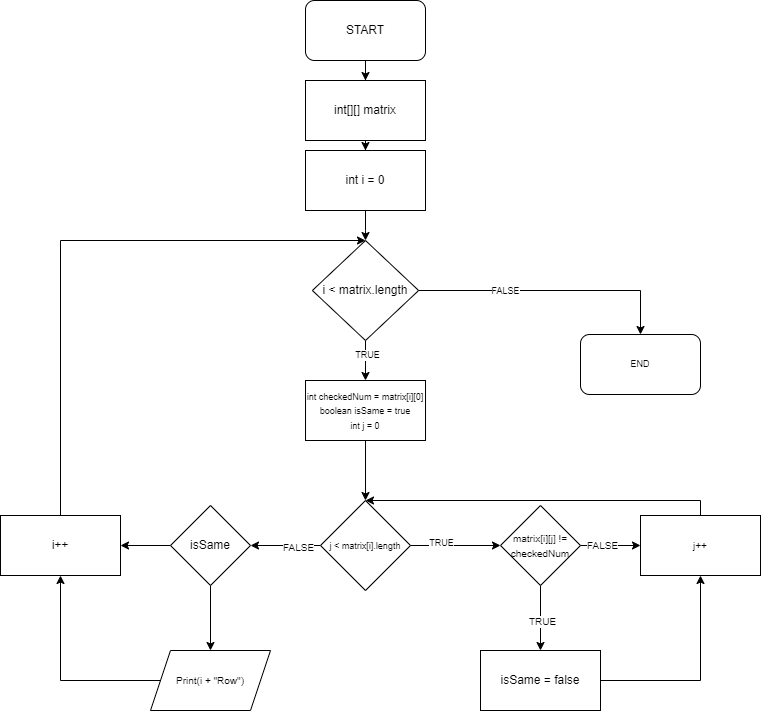 START
int[][] matrix
int i = 0
i < matrix.length
FALSE
END
TRUE
int checkedNum = matrix[i][0]
boolean isSame = true
int j = 0
i++
isSame
FALSE
j < matrix[i].length
TRUE
matrix[i][j] !=
checkedNum
FALSE
j++
TRUE
Print(i + "Row")
isSame = false